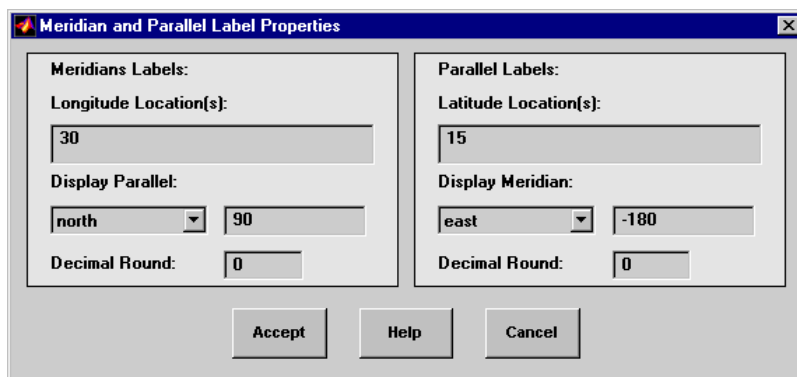 Meridian and Parallel Label Properties
Meridians Labels:
Longitude Location(s):
30
Display Parallel:
north 90
Decimal Round: 0
Parallel Labels:
Latitude Location(s):
15
Display Meridian:
east -180
Decimal Round: 0
Accept Help Cancel